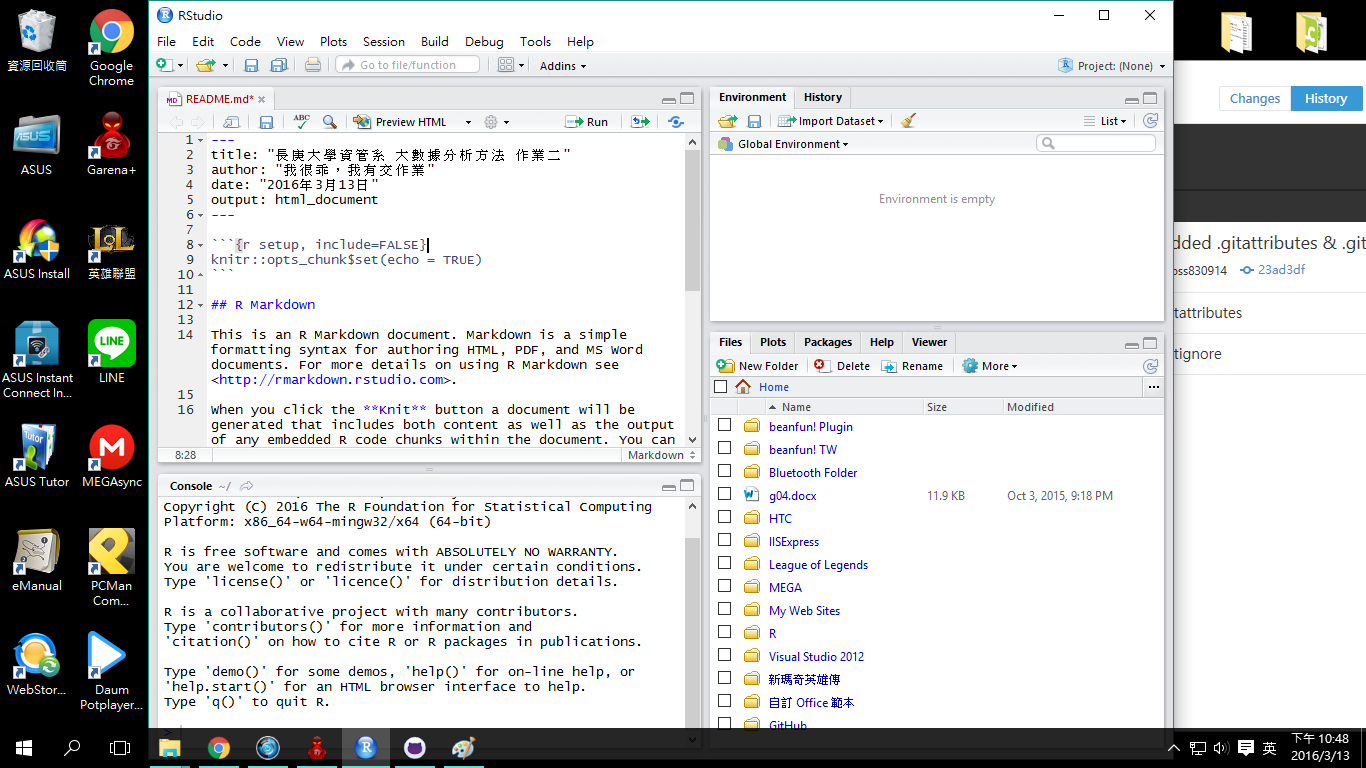 資源回收筒
Google
Chrome
ASUS
Garena+
ASUS Install
英雄聯盟
ASUS Instant
Connect In...
LINE
ASUS Tutor
MEGAsync
eManual
PCMan
Com...
WebStor...
Daum
Potplayer...
RStudio
File Edit Code View Plots Session Build Debug Tools Help
Go to file/function
Addins
Project: (None)
README.md*
Preview HTML
Run
1 ---
2 title: "長庚大學資管系 大數據分析方法 作業二"
3 author: "我很乖，我有交作業"
4 date: "2016年3月13日"
5 output: html_document
6 ---
7
8 ```{r setup, include=FALSE}
9 knitr::opts_chunk$set(echo = TRUE)
10 ```
11
12 ## R Markdown
13
14 This is an R Markdown document. Markdown is a simple
formatting syntax for authoring HTML, PDF, and MS Word
documents. For more details on using R Markdown see
<http://rmarkdown.rstudio.com>.
15
16 When you click the **Knit** button a document will be
generated that includes both content as well as the output
of any embedded R code chunks within the document. You can
8:28
Markdown
Console ~/
Copyright (C) 2016 The R Foundation for Statistical Computing
Platform: x86_64-w64-mingw32/x64 (64-bit)
R is free software and comes with ABSOLUTELY NO WARRANTY.
You are welcome to redistribute it under certain conditions.
Type 'license()' or 'licence()' for distribution details.
R is a collaborative project with many contributors.
Type 'contributors()' for more information and
'citation()' on how to cite R or R packages in publications.
Type 'demo()' for some demos, 'help()' for on-line help, or
'help.start()' for an HTML browser interface to help.
Type 'q()' to quit R.
>
Environment History
Import Dataset
List
Global Environment
Environment is empty
Files Plots Packages Help Viewer
New Folder Delete Rename More
Home
Name Size Modified
beanfun! Plugin
beanfun! TW
Bluetooth Folder
g04.docx 11.9 KB Oct 3, 2015, 9:18 PM
HTC
IISExpress
League of Legends
MEGA
My Web Sites
R
Visual Studio 2012
新瑪奇英雄傳
自訂 Office 範本
GitHub
Changes History
dded .gitattributes & .git
oss830914 23ad3df
tattributes
tignore
英
下午 10:48
2016/3/13